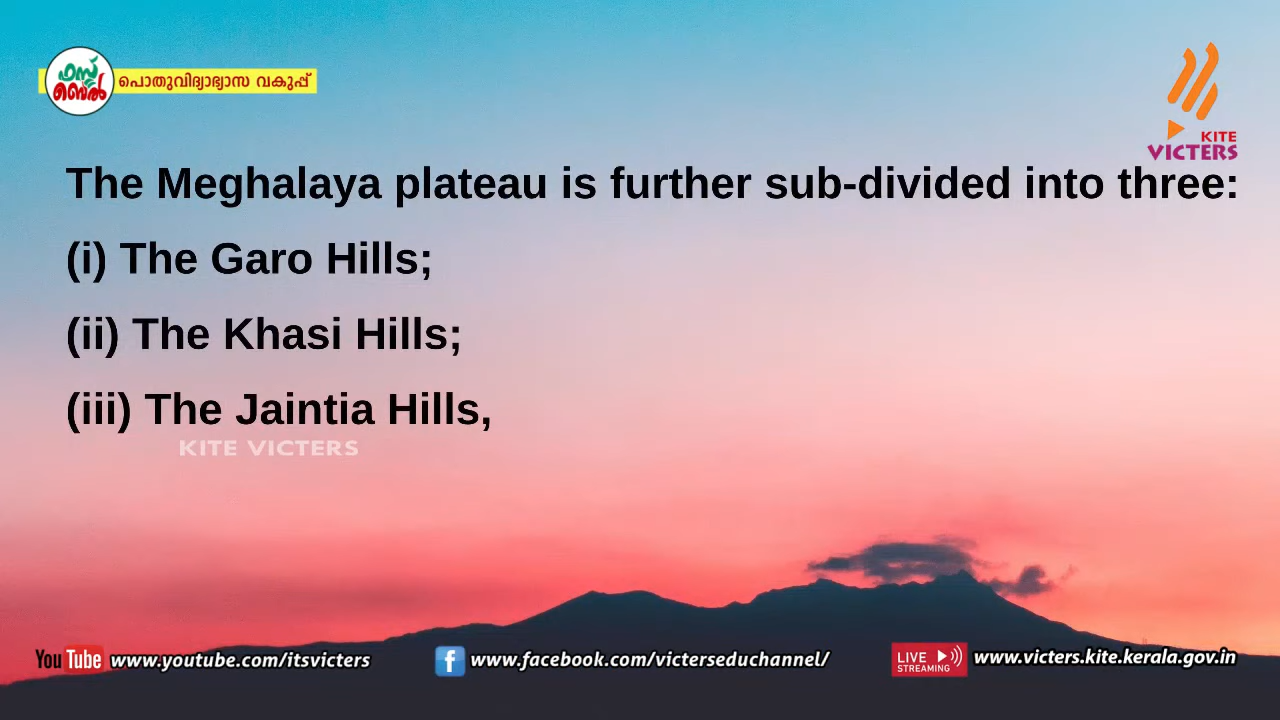 ഫസ്റ്റ്
ബെൽ
പൊതുവിദ്യാഭ്യാസ വകുപ്പ്
KITE
VICTERS
The Meghalaya plateau is further sub-divided into three:
(i) The Garo Hills;
(ii) The Khasi Hills;
(iii) The Jaintia Hills,
KITE VICTERS
YouTube www.youtube.com/itsvicters
f www.facebook.com/victerseduchannel/
LIVE
STREAMING
www.victers.kite.kerala.gov.in